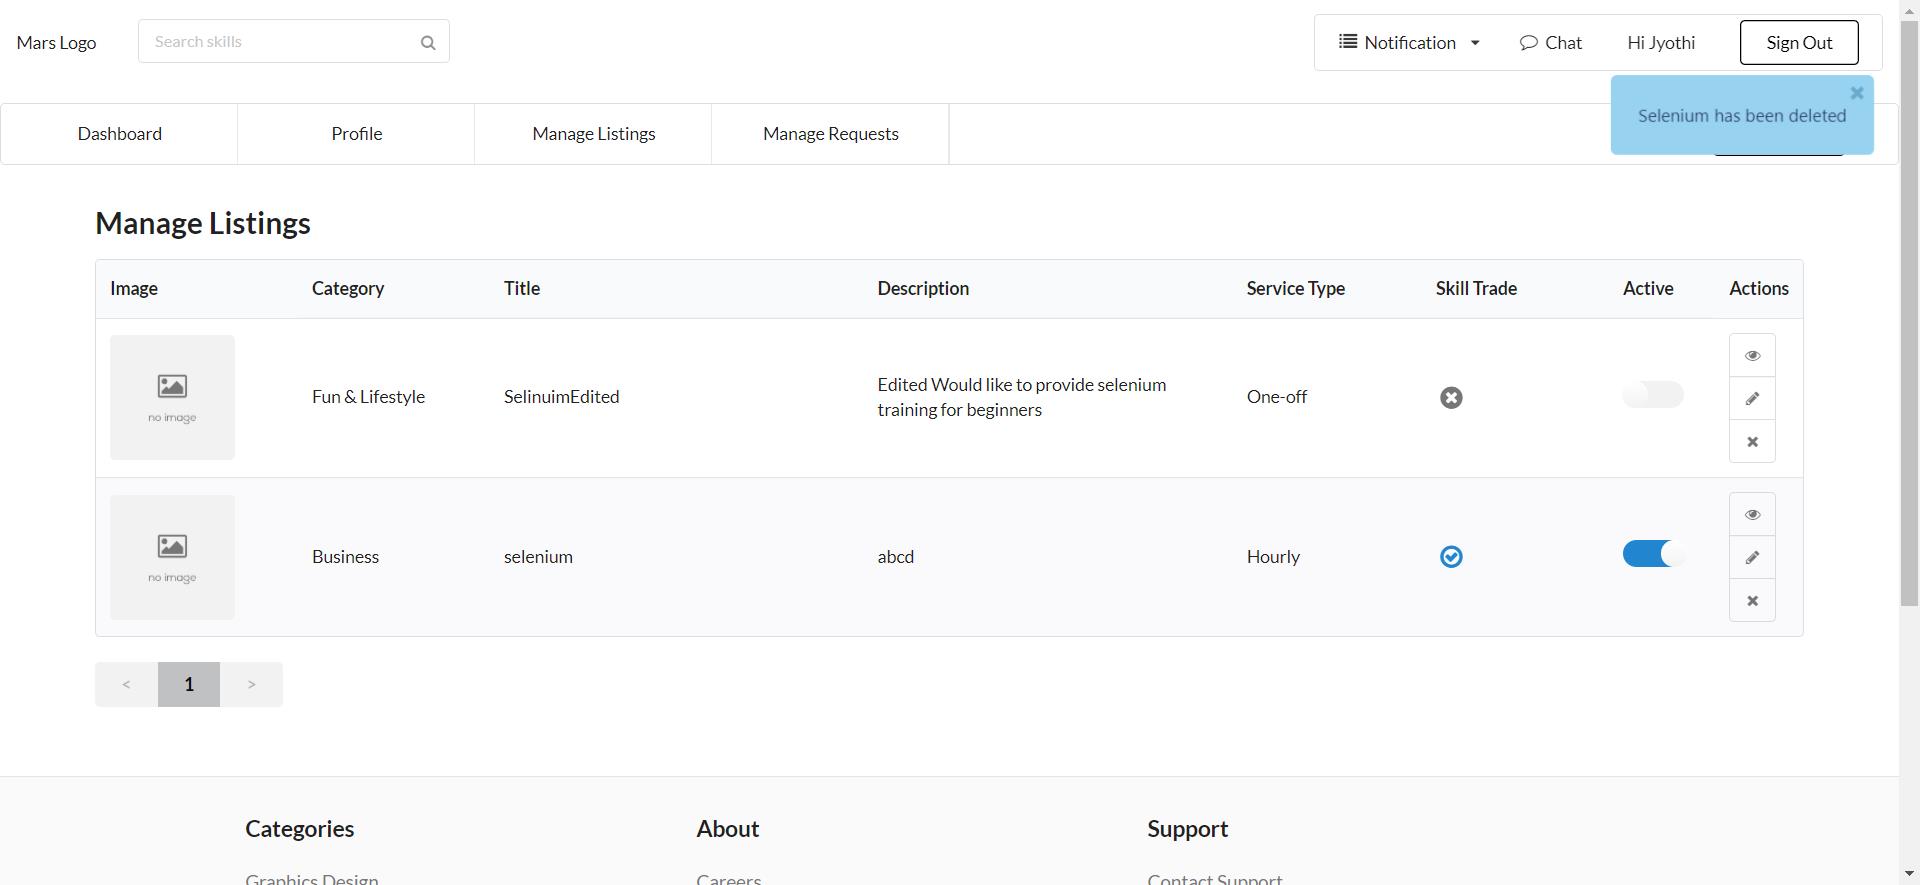 Mars Logo
Search skills
Notification
Chat
Hi Jyothi
Sign Out
Selenium has been deleted
Dashboard
Profile
Manage Listings
Manage Requests
Manage Listings
Image Category Title Description Service Type Skill Trade Active Actions
no image
Fun & Lifestyle
SelinuimEdited
Edited Would like to provide selenium
training for beginners
One-off
no image
Business
selenium
abcd
Hourly
< 1 >
Categories
About
Support
Graphics Design
Careers
Contact Support